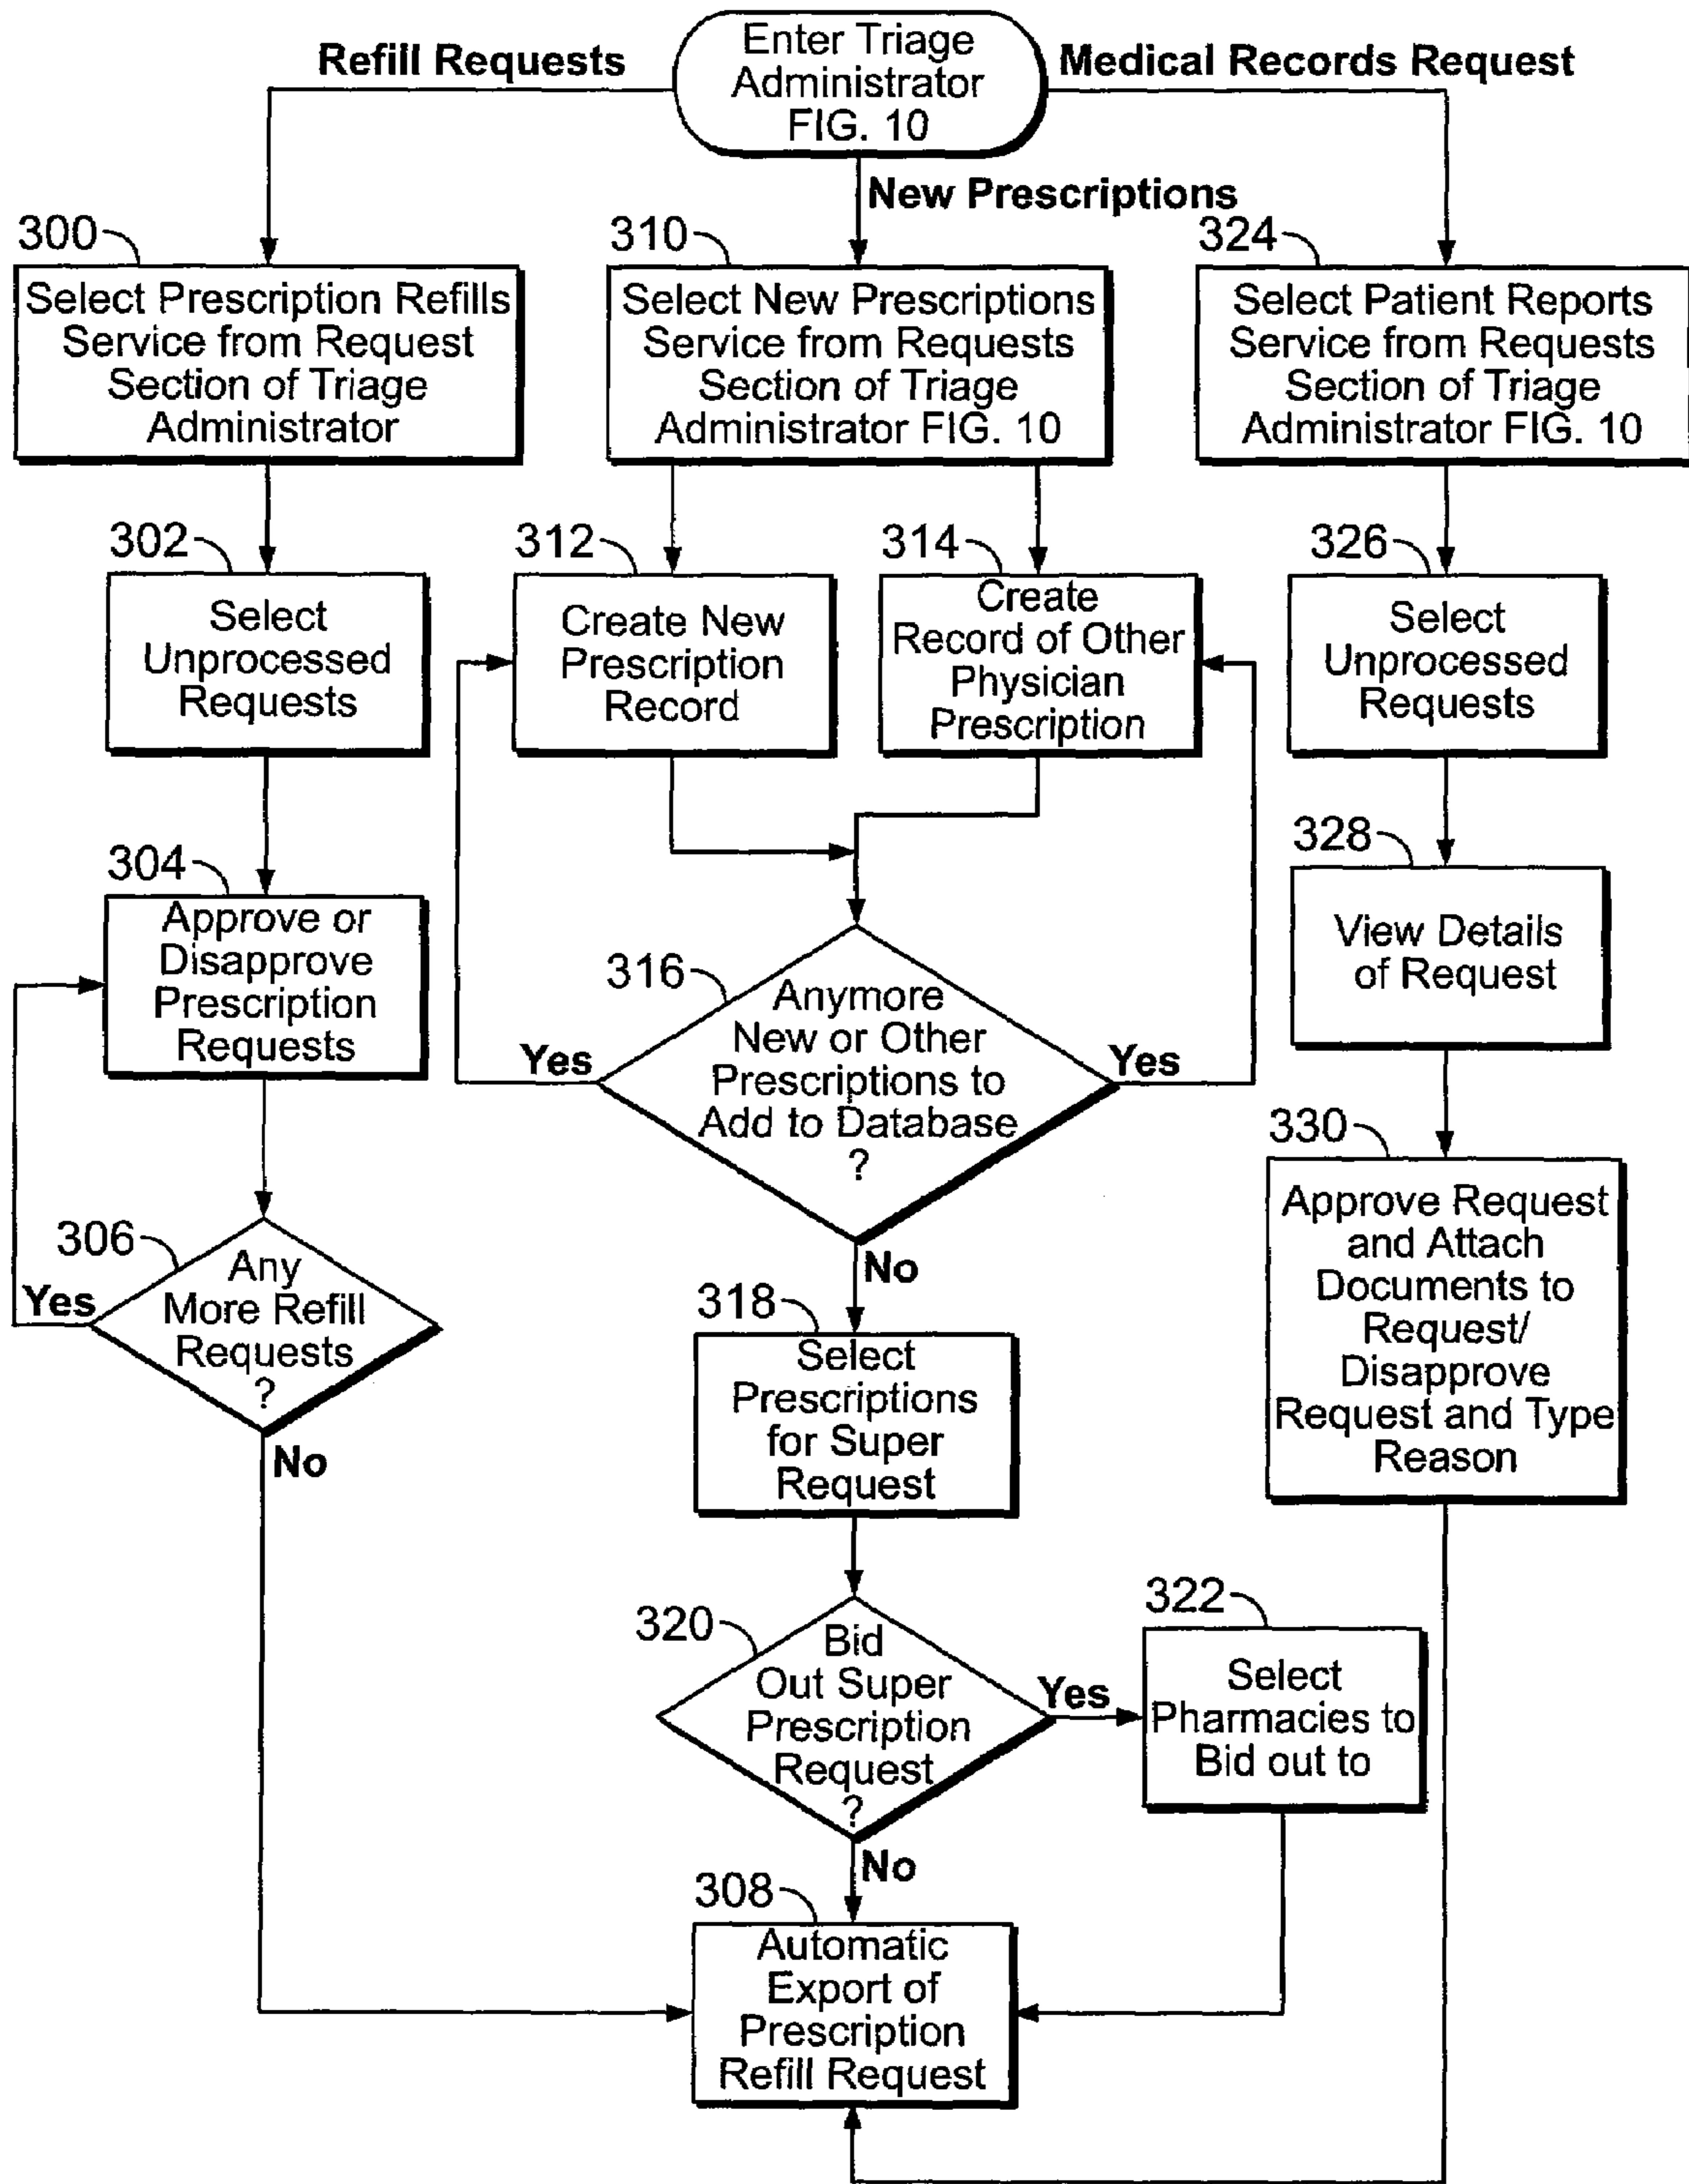 Enter Triage
Administrator
FIG. 10
Refill Requests
Medical Records Request
New Prescriptions
300
Select Prescription Refills
Service from Request
Section of Triage
Administrator
310
Select New Prescriptions
Service from Requests
Section of Triage
Administrator FIG. 10
324
Select Patient Reports
Service from Requests
Section of Triage
Administrator FIG. 10
302
Select
Unprocessed
Requests
312
Create New
Prescription
Record
314
Create
Record of Other
Physician
Prescription
326
Select
Unprocessed
Requests
304
Approve or
Disapprove
Prescription
Requests
316
Anymore
New or Other
Prescriptions to
Add to Database
?
Yes
Yes
No
328
View Details
of Request
306
Any
More Refill
Requests
?
Yes
No
330
Approve Request
and Attach
Documents to
Request/
Disapprove
Request and Type
Reason
318
Select
Prescriptions
for Super
Request
320
Bid
Out Super
Prescription
Request
?
Yes
No
322
Select
Pharmacies to
Bid out to
308
Automatic
Export of
Prescription
Refill Request